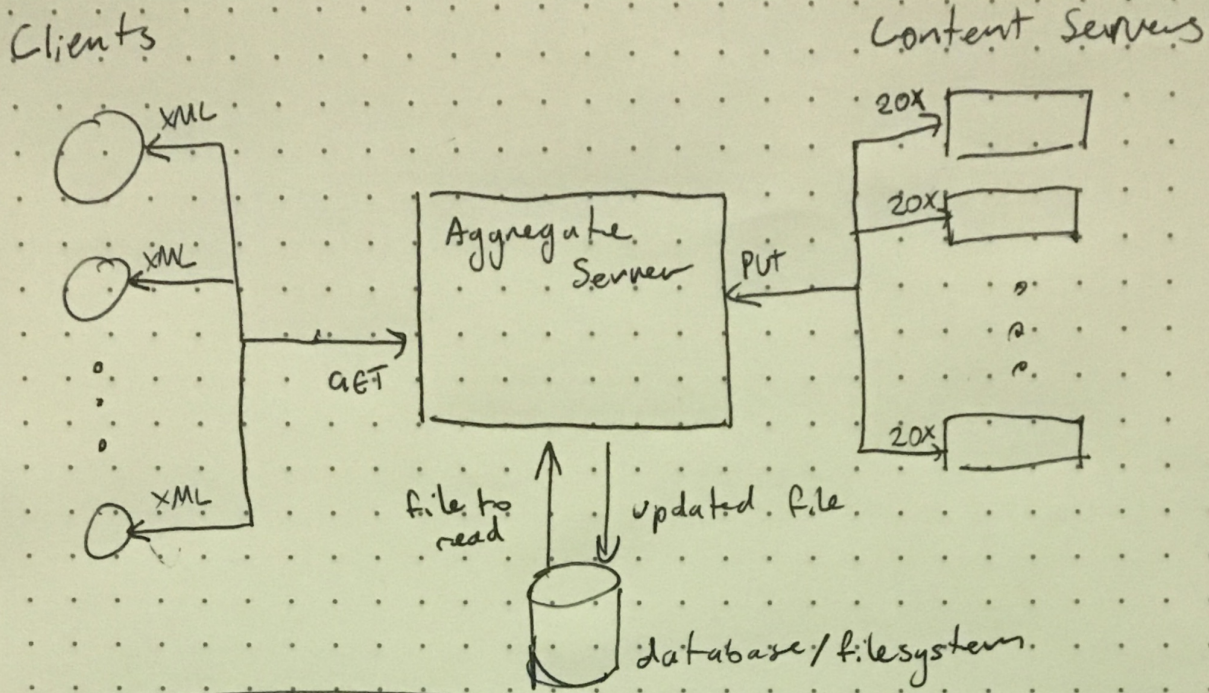 Clients
Content Servers
XML
20X
20X
Aggregate
Server
XML
PUT
GET
20X
XML
file to
read
updated file
database/filesystem